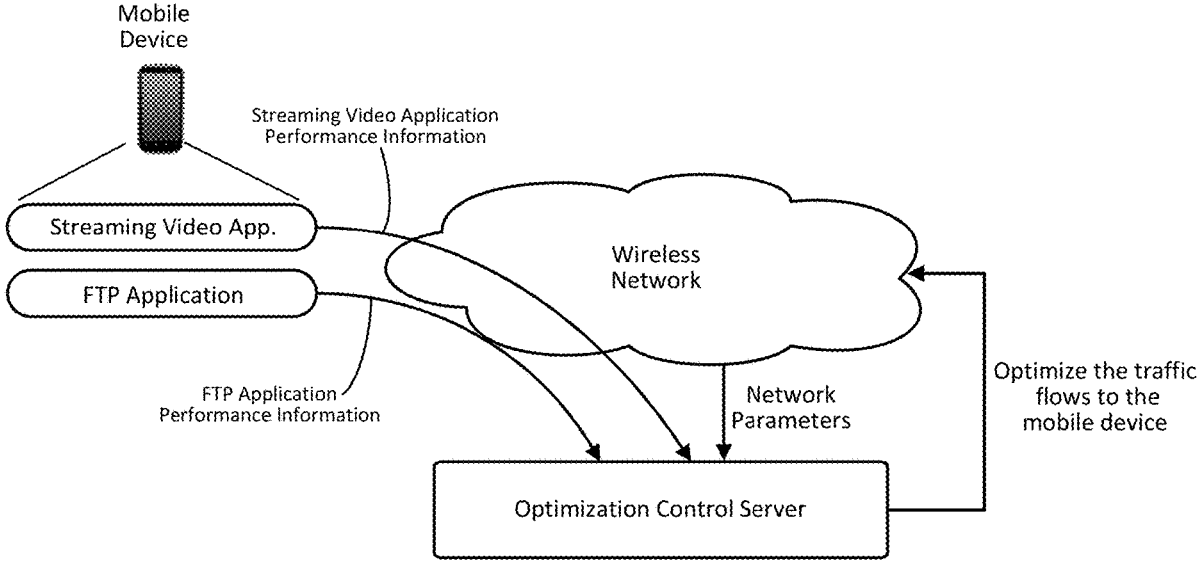 Mobile
Device
Streaming Video Application
Performance Information
Streaming Video App.
FTP Application
Wireless
Network
FTP Application
Performance Information
Network
Parameters
Optimize the traffic
flows to the
mobile device
Optimization Control Server